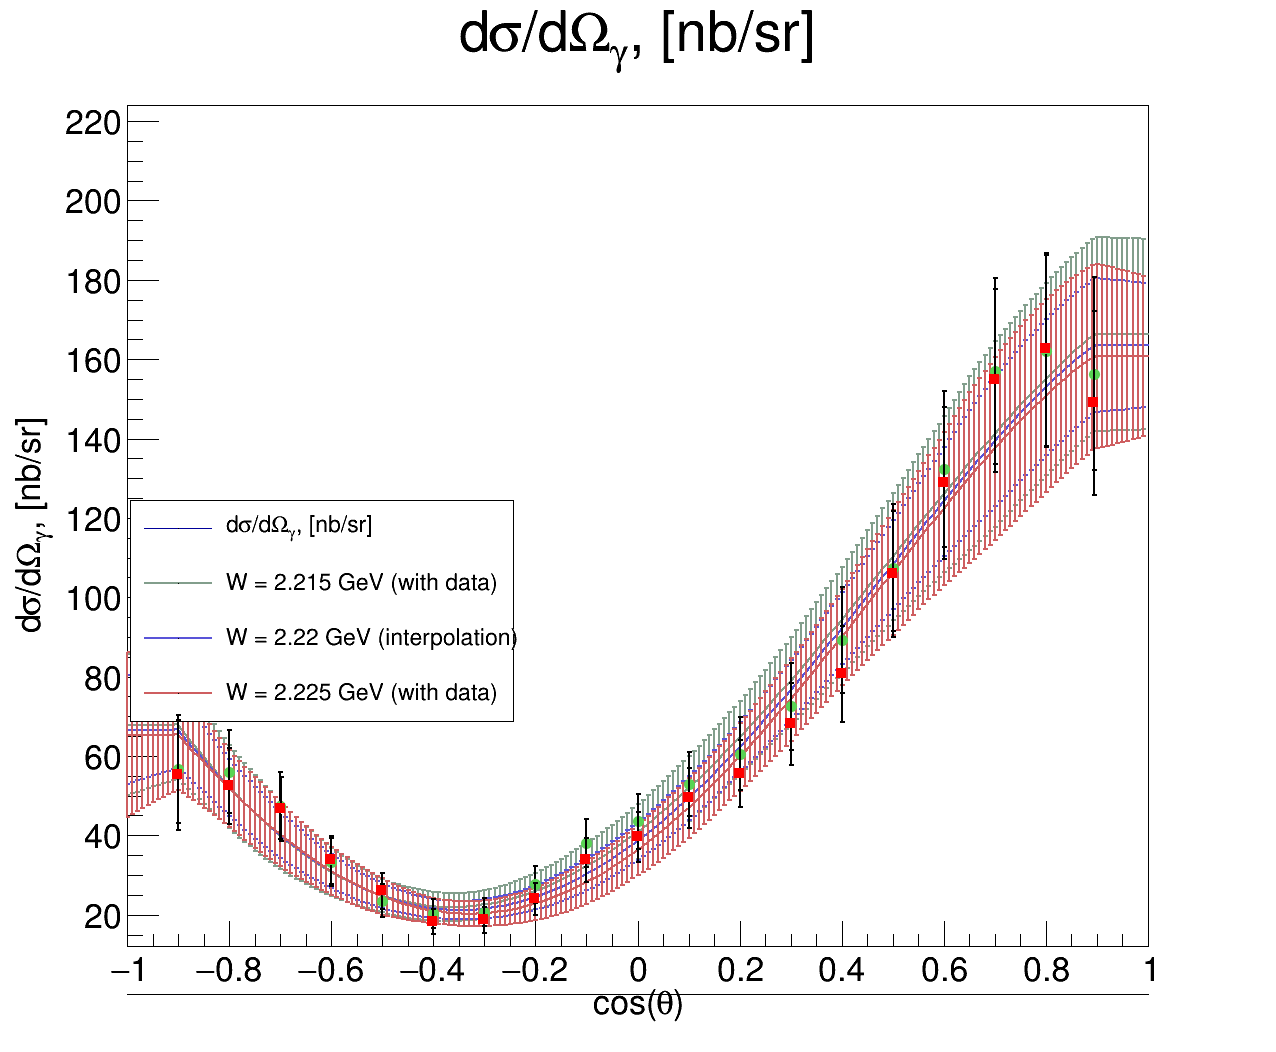 dσ/dΩγ, [nb/sr]
220
200
180
160
140
120
100
80
60
40
20
dσ/dΩγ, [nb/sr]
dσ/dΩγ, [nb/sr]
W = 2.215 GeV (with data)
W = 2.22 GeV (interpolation)
W = 2.225 GeV (with data)
−1 −0.8 −0.6 −0.4 −0.2 0 0.2 0.4 0.6 0.8 1
cos(θ)